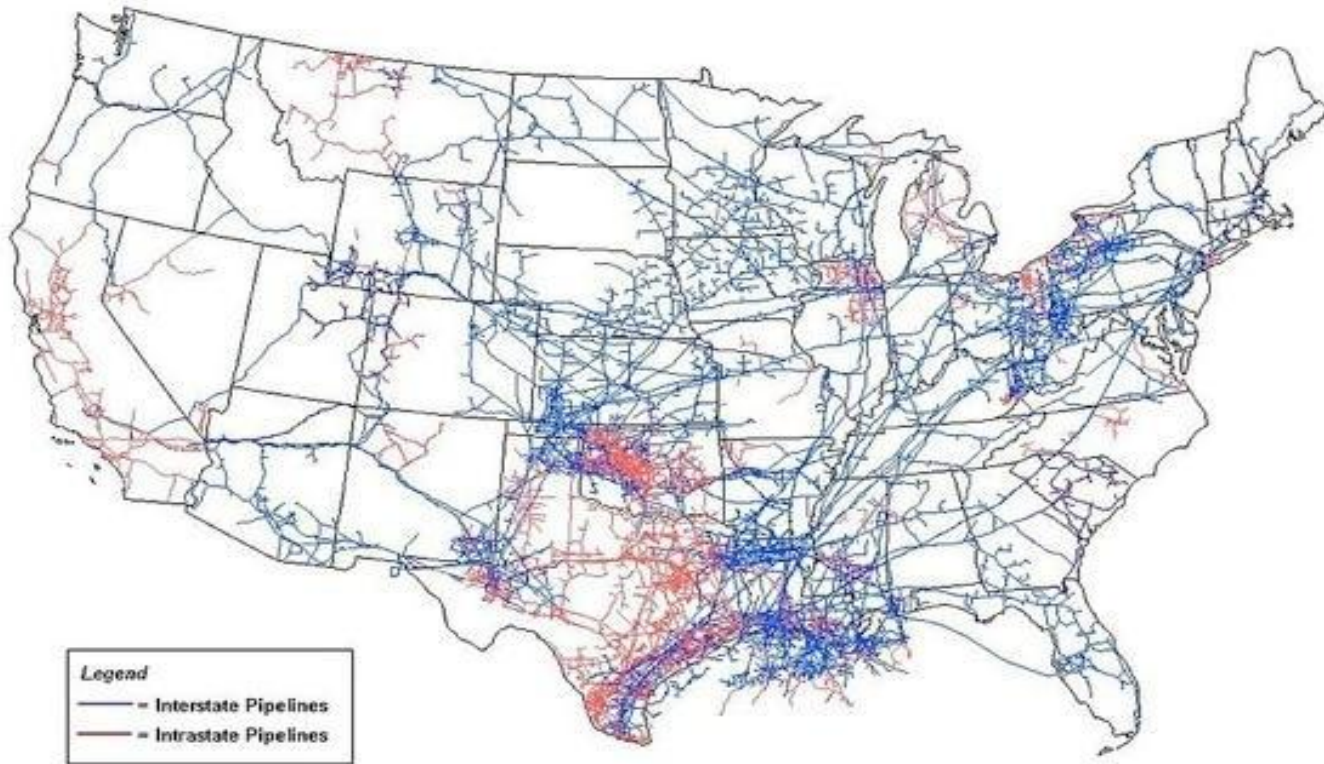 Legend
= Interstate Pipelines
= Intrastate Pipelines